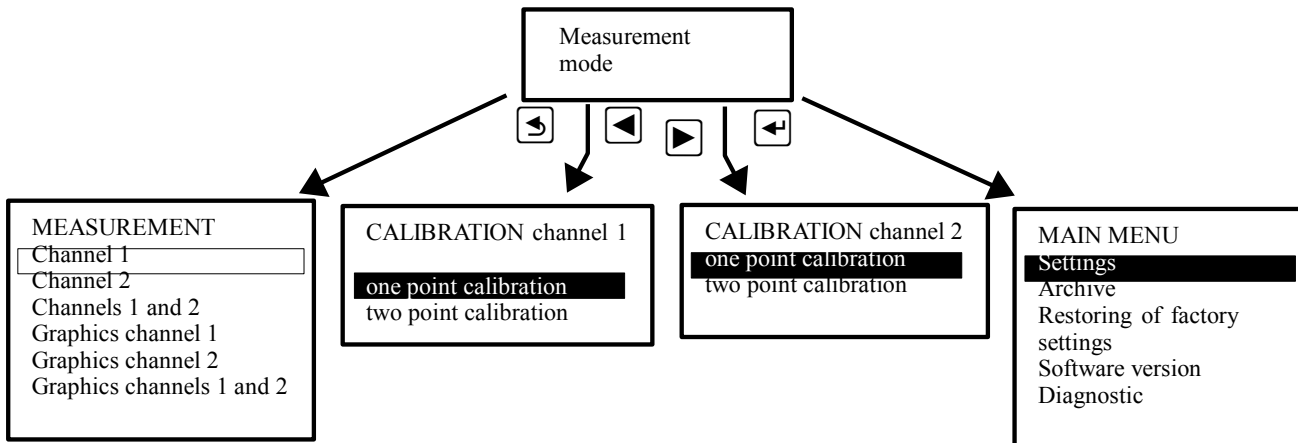 Measurement
mode
MEASUREMENT
Channel 1
Channel 2
Channels 1 and 2
Graphics channel 1
Graphics channel 2
Graphics channels 1 and 2
CALIBRATION channel 1
one point calibration
two point calibration
CALIBRATION channel 2
one point calibration
two point calibration
MAIN MENU
Settings
Archive
Restoring of factory
settings
Software version
Diagnostic